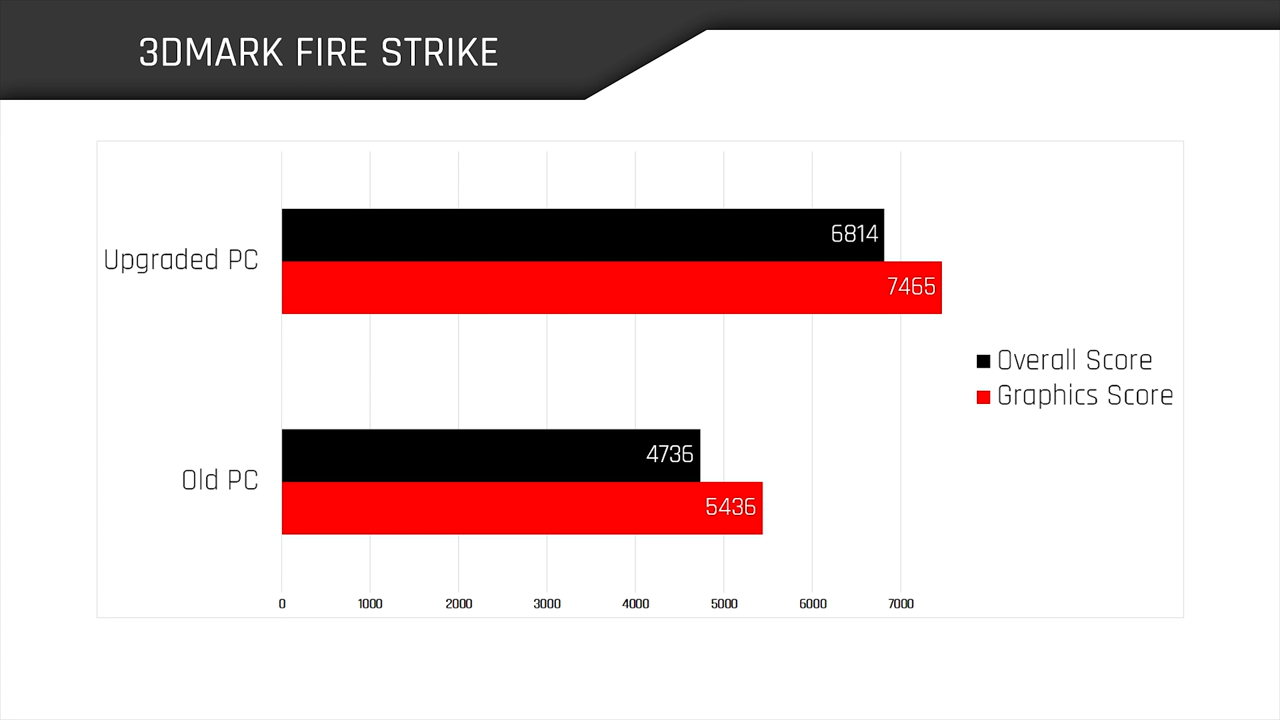 3DMARK FIRE STRIKE
Upgraded PC
6814
7465
Overall Score
Graphics Score
Old PC
4736
5436
0 1000 2000 3000 4000 5000 6000 7000